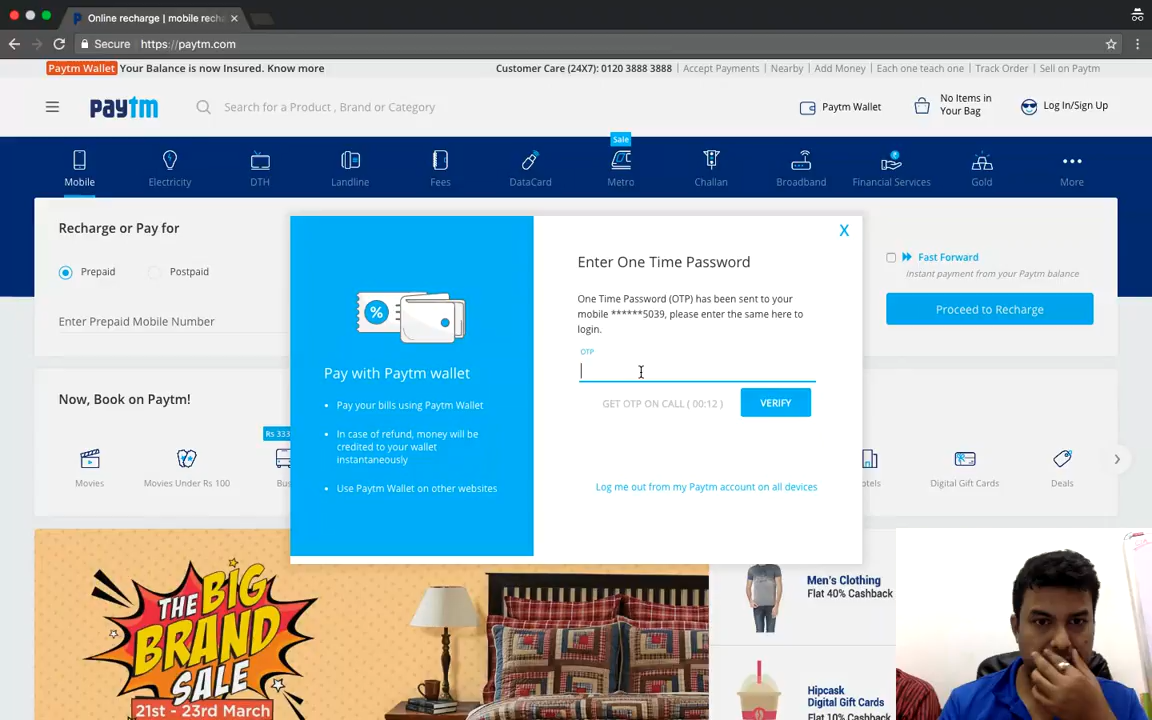 Online recharge | mobile rech
Secure https://paytm.com
Paytm Wallet Your Balance is now Insured. Know more
Customer Care (24X7): 0120 3888 3888 | Accept Payments | Nearby | Add Money | Each one teach one | Track Order | Sell on Paytm
paytm
Search for a Product , Brand or Category
Paytm Wallet
No Items in
Your Bag
Log In/Sign Up
Sale
Mobile Electricity DTH Landline Fees DataCard Metro Challan Broadband Financial Services Gold More
Recharge or Pay for
Prepaid Postpaid
Enter Prepaid Mobile Number
Fast Forward
instant payment from your Paytm balance
Proceed to Recharge
X
Enter One Time Password
One Time Password (OTP) has been sent to your
mobile ******5039, please enter the same here to
login.
OTP
GET OTP ON CALL ( 00:12 )
VERIFY
Log me out from my Paytm account on all devices
%
Pay with Paytm wallet
• Pay your bills using Paytm Wallet
• In case of refund, money will be
credited to your wallet
instantaneously
• Use Paytm Wallet on other websites
Now, Book on Paytm!
Rs 333
Movies Movies Under Rs 100 Bus otels Digital Gift Cards Deals
THE BIG
BRAND
SALE
21st - 23rd March
Men's Clothing
Flat 40% Cashback
Hipcask
Digital Gift Cards
Flat 10% Cashback